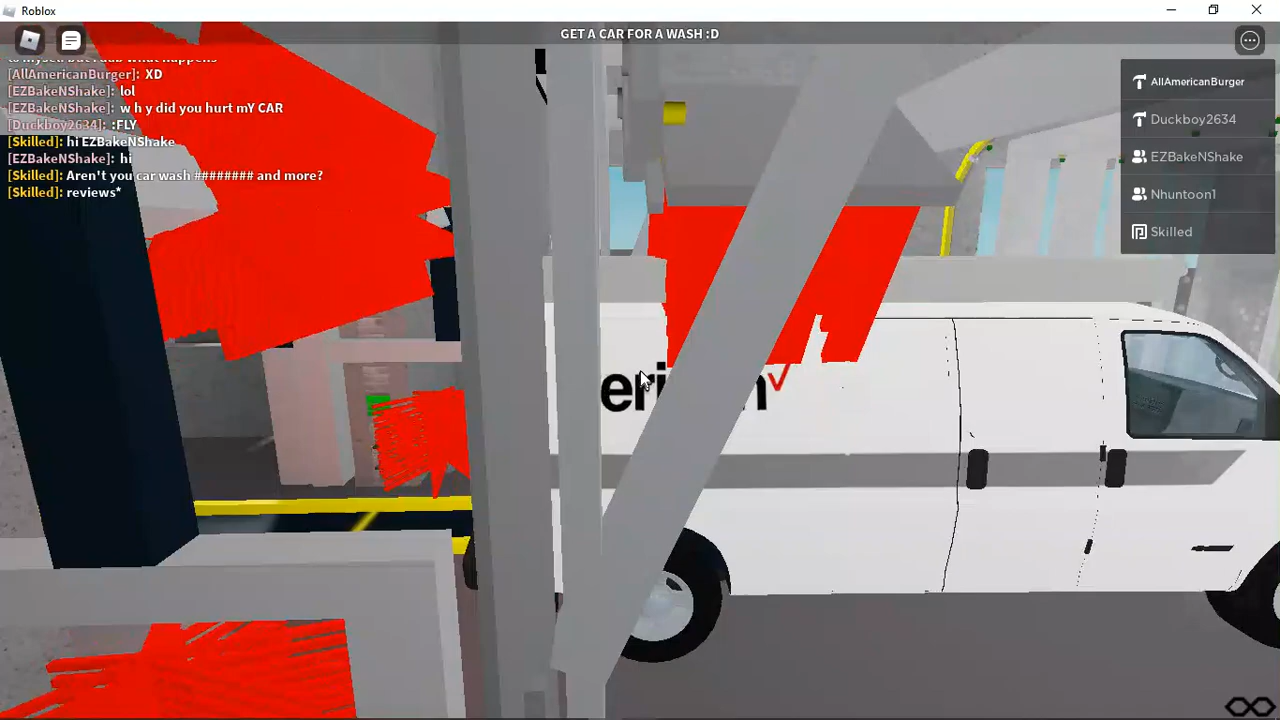 Roblox
GET A CAR FOR A WASH :D
[AllAmericanBurger]: XD
[EZBakeNShake]: lol
[EZBakeNShake]: w h y did you hurt mY CAR
[Duckboy2634]: :FLY
[Skilled]: hi EZBakeNShake
[EZBakeNShake]: hi
[Skilled]: Aren't you car wash ######## and more?
[Skilled]: reviews*
AllAmericanBurger
Duckboy2634
EZBakeNShake
Nhuntoon1
Skilled